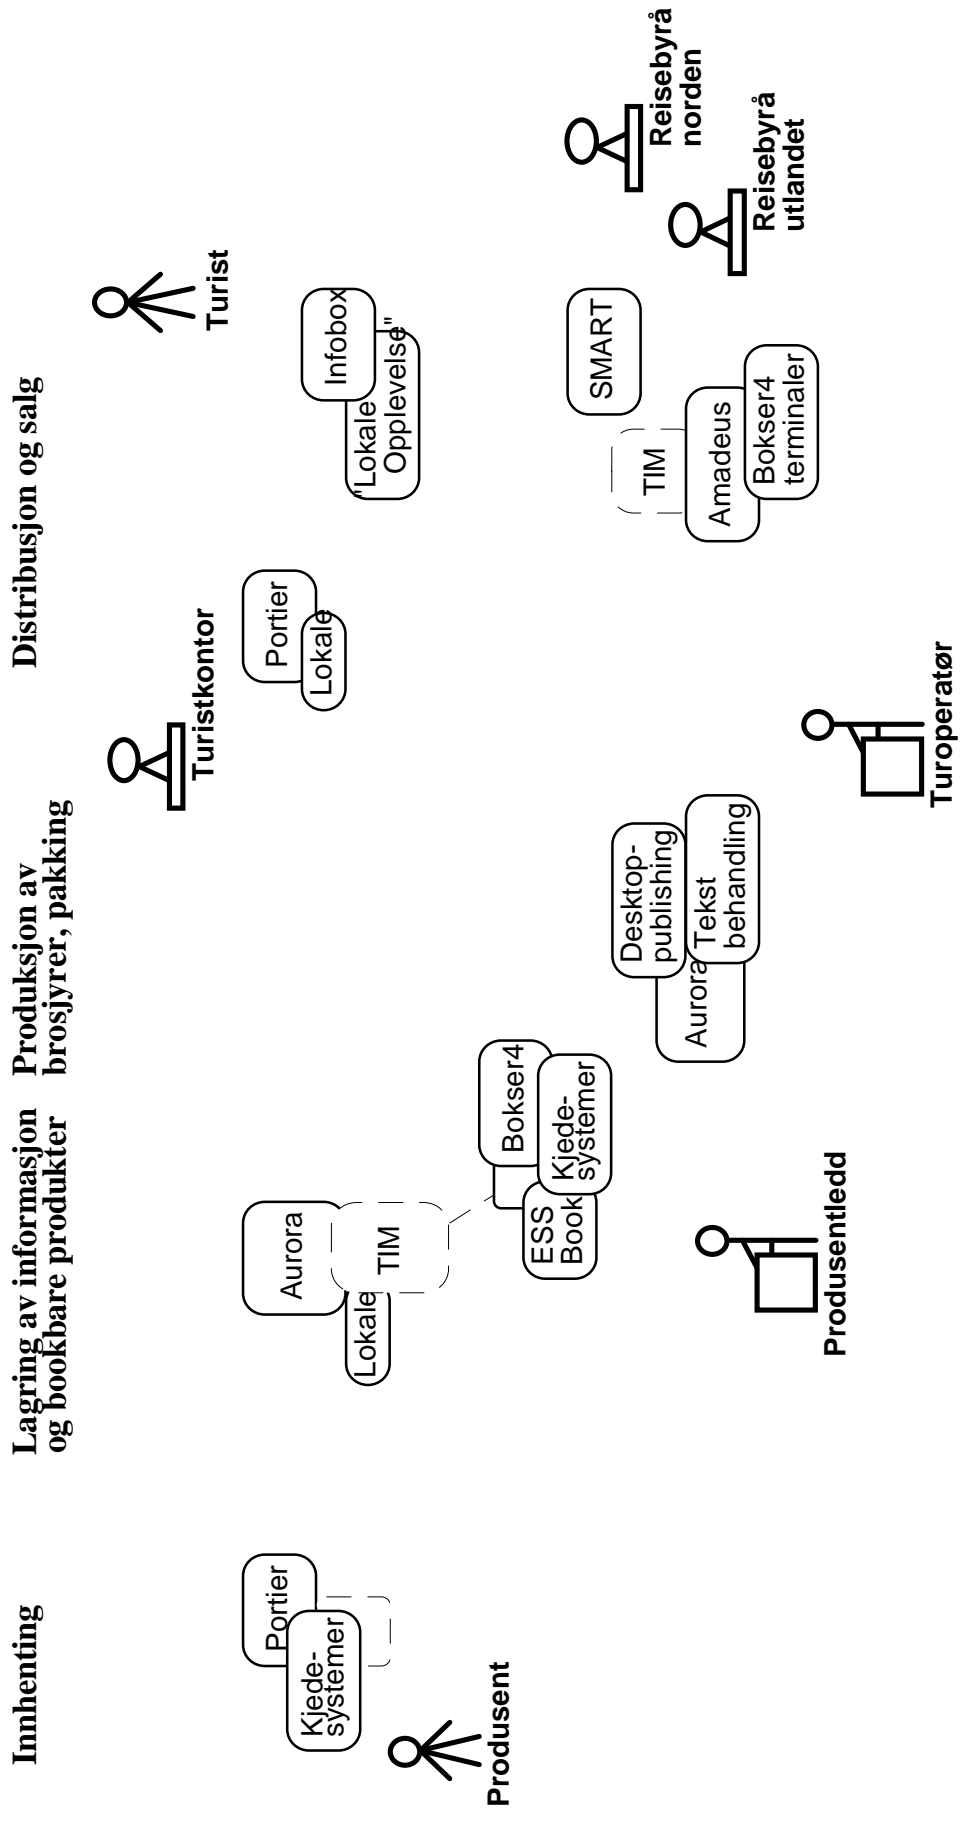 Innhenting
Lagring av informasjon
og bookbare produkter
Produksjon av
brosjyrer, pakking
Distribusjon og salg
Turistkontor
Turist
Portier
Kjede-
systemer
Produsent
Aurora
TIM
Lokale
Bokser4
Kjede-
systemer
ESS
Book
Produsentledd
Desktop-
publishing
Aurora
Tekst
behandling
Turoperatør
Portier
Lokale
Infobox
"Lokale
Opplevelse"
SMART
TIM
Amadeus
Bokser4
terminaler
Reisebyrå
norden
Reisebyrå
utlandet